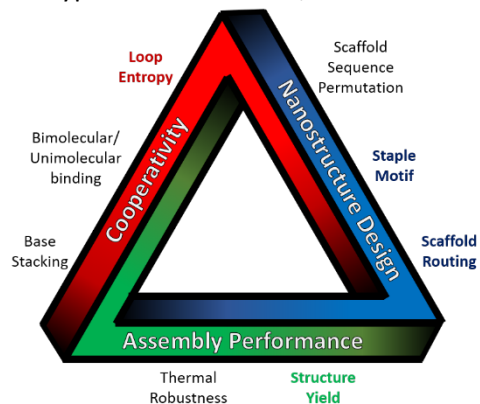 Loop
Entropy
Scaffold
Sequence
Permutation
Bimolecular/
Unimolecular
binding
Cooperativity
Nanostructure Design
Staple
Motif
Base
Stacking
Scaffold
Routing
Assembly Performance
Thermal
Robustness
Structure
Yield